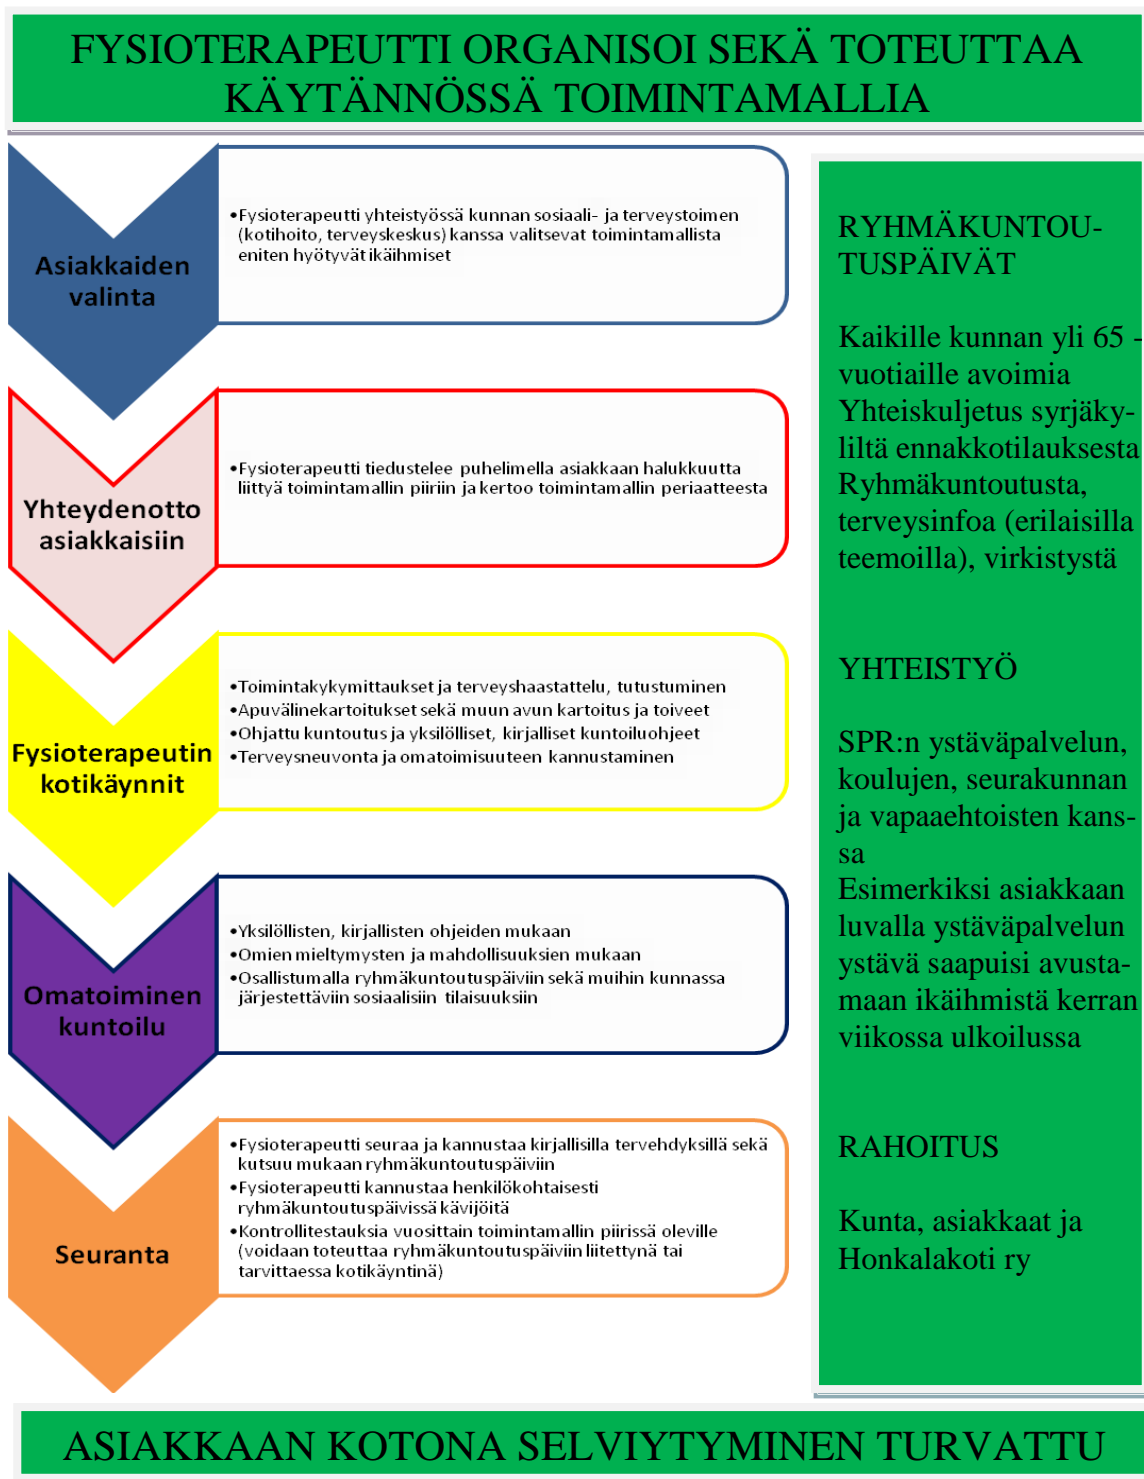 FYSIOTERAPEUTTI ORGANISOI SEKÄ TOTEUTTAA
KÄYTÄNNÖSSÄ TOIMINTAMALLIA
Asiakkaiden
valinta
•Fysioterapeutti yhteistyössä kunnan sosiaali- ja terveystoimen
(kotihoito, terveyskeskus) kanssa valitsevat toimintamallista
eniten hyötyvät ikäihmiset
Yhteydenotto
asiakkaisiin
•Fysioterapeutti tiedustelee puhelimella asiakkaan halukkuutta
liittyä toimintamallin piiriin ja kertoo toimintamallin periaatteesta
Fysioterapeutin
kotikäynnit
•Toimintakykymittaukset ja terveyshaastattelu, tutustuminen
•Apuvälinekartoitukset sekä muun avun kartoitus ja toiveet
•Ohjattu kuntoutus ja yksilölliset, kirjalliset kuntoiluohjeet
•Terveysneuvonta ja omatoimisuuteen kannustaminen
Omatoiminen
kuntoilu
•Yksilöllisten, kirjallisten ohjeiden mukaan
•Omien mieltymysten ja mahdollisuuksien mukaan
•Osallistumalla ryhmäkuntoutuspäiviin sekä muihin kunnassa
järjestettäviin sosiaalisiin tilaisuuksiin
Seuranta
•Fysioterapeutti seuraa ja kannustaa kirjallisilla tervehdyksillä sekä
kutsuu mukaan ryhmäkuntoutuspäiviin
•Fysioterapeutti kannustaa henkilökohtaisesti
ryhmäkuntoutuspäivissä kävijöitä
•Kontrollitestauksia vuosittain toimintamallin piirissä oleville
(voidaan toteuttaa ryhmäkuntoutuspäiviin liitettynä tai
tarvittaessa kotikäyntinä)
RYHMÄKUNTOU-
TUSPÄIVÄT
Kaikille kunnan yli 65 -
vuotiaille avoimia
Yhteiskuljetus syrjäky-
liltä ennakkotilauksesta
Ryhmäkuntoutusta,
terveysinfoa (erilaisilla
teemoilla), virkistystä
YHTEISTYÖ
SPR:n ystäväpalvelun,
koulujen, seurakunnan
ja vapaaehtoisten kans-
sa
Esimerkiksi asiakkaan
luvalla ystäväpalvelun
ystävä saapuisi avusta-
maan ikäihmistä kerran
viikossa ulkoilussa
RAHOITUS
Kunta, asiakkaat ja
Honkalakoti ry
ASIAKKAAN KOTONA SELVIYTYMINEN TURVATTU